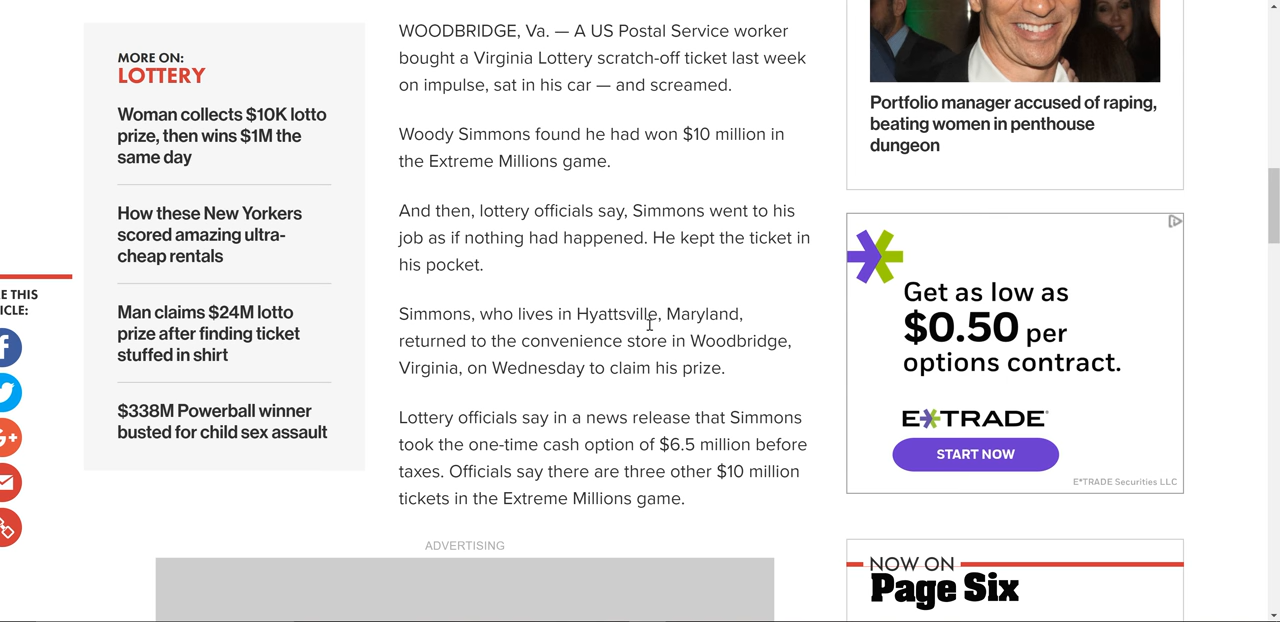 MORE ON:
LOTTERY
Woman collects $10K lotto
prize, then wins $1M the
same day
How these New Yorkers
scored amazing ultra-
cheap rentals
Man claims $24M lotto
prize after finding ticket
stuffed in shirt
$338M Powerball winner
busted for child sex assault
E THIS
ICLE:
WOODBRIDGE, Va. — A US Postal Service worker
bought a Virginia Lottery scratch-off ticket last week
on impulse, sat in his car — and screamed.
Woody Simmons found he had won $10 million in
the Extreme Millions game.
And then, lottery officials say, Simmons went to his
job as if nothing had happened. He kept the ticket in
his pocket.
Simmons, who lives in Hyattsville, Maryland,
returned to the convenience store in Woodbridge,
Virginia, on Wednesday to claim his prize.
Lottery officials say in a news release that Simmons
took the one-time cash option of $6.5 million before
taxes. Officials say there are three other $10 million
tickets in the Extreme Millions game.
ADVERTISING
Portfolio manager accused of raping,
beating women in penthouse
dungeon
Get as low as
$0.50 per
options contract.
E*TRADE®
START NOW
E*TRADE Securities LLC
NOW ON
Page Six